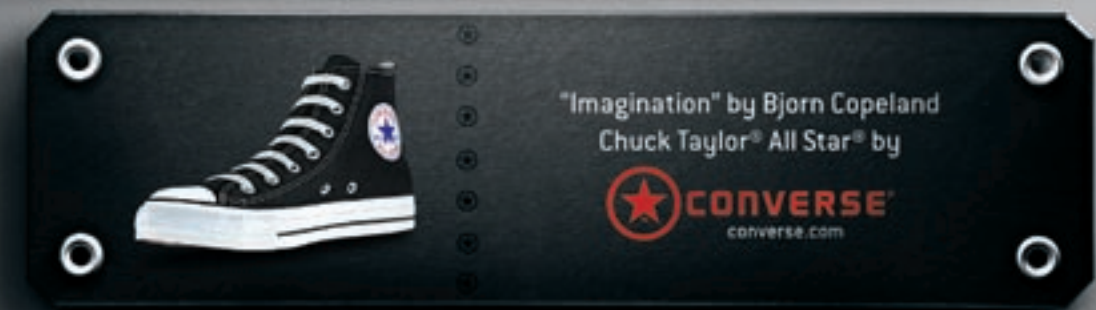 "Imagination" by Bjorn Copeland
Chuck Taylor® All Star® by
CONVERSE®
converse.com